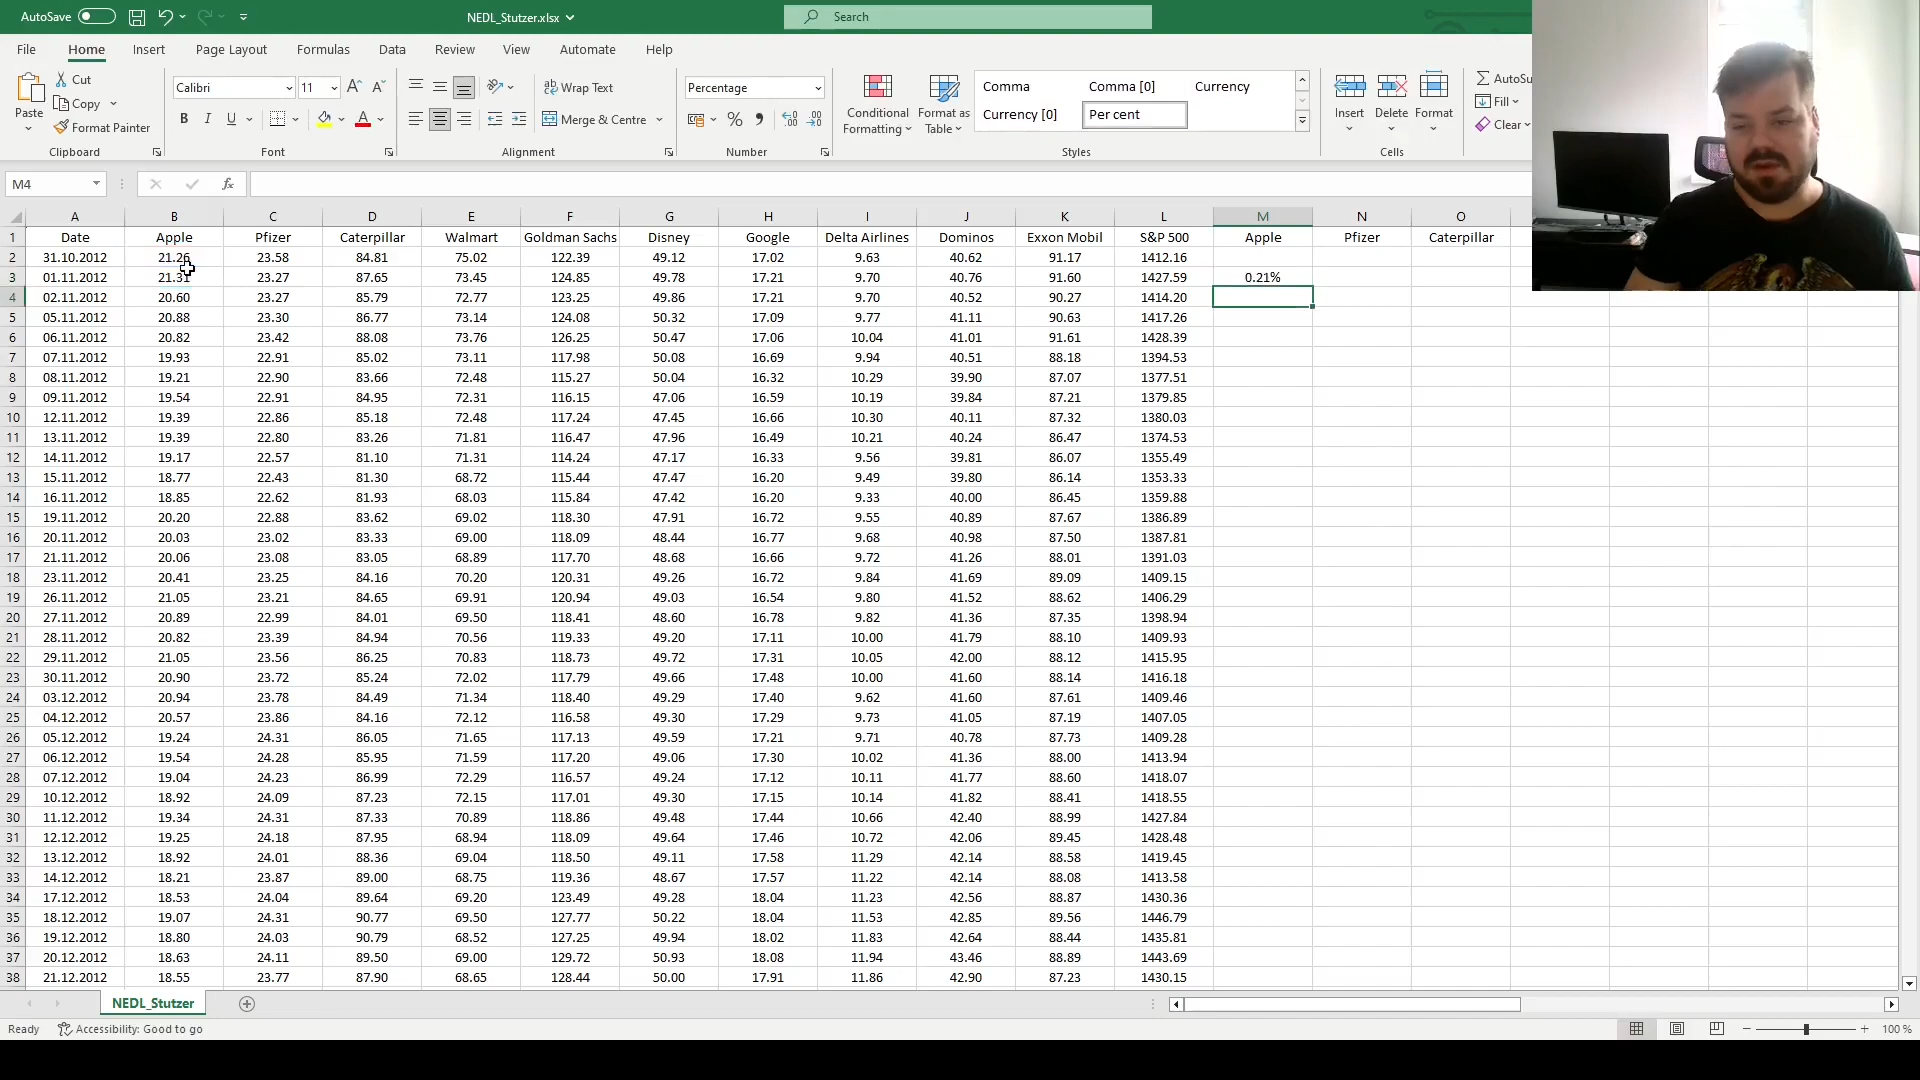 AutoSave
NEDL_Stutzer.xlsx
Search
File Home Insert Page Layout Formulas Data Review View Automate Help
Paste
Cut
Copy
Format Painter
Clipboard
Calibri 11
B I U A
Font
Wrap Text
Merge & Centre
Alignment
Percentage
% 9
Number
Conditional Formatting
Format as Table
Comma Comma [0] Currency
Currency [0] Per cent
Styles
Insert Delete Format
Cells
AutoSu
Fill
Clear
M4 fx
A B C D E F G H I J K L M N O
1 Date Apple Pfizer Caterpillar Walmart Goldman Sachs Disney Google Delta Airlines Dominos Exxon Mobil S&P 500 Apple Pfizer Caterpillar
2 31.10.2012 21.26 23.58 84.81 75.02 122.39 49.12 17.02 9.63 40.62 91.17 1412.16
3 01.11.2012 21.31 23.27 87.65 73.45 124.85 49.78 17.21 9.70 40.76 91.60 1427.59 0.21%
4 02.11.2012 20.60 23.27 85.79 72.77 123.25 49.86 17.21 9.70 40.52 90.27 1414.20
5 05.11.2012 20.88 23.30 86.77 73.14 124.08 50.32 17.09 9.77 41.11 90.63 1417.26
6 06.11.2012 20.82 23.42 88.08 73.76 126.25 50.47 17.06 10.04 41.01 91.61 1428.39
7 07.11.2012 19.93 22.91 85.02 73.11 117.98 50.08 16.69 9.94 40.51 88.18 1394.53
8 08.11.2012 19.21 22.90 83.66 72.48 115.27 50.04 16.32 10.29 39.90 87.07 1377.51
9 09.11.2012 19.54 22.91 84.95 72.31 116.15 47.06 16.59 10.19 39.84 87.21 1379.85
10 12.11.2012 19.39 22.86 85.18 72.48 117.24 47.45 16.66 10.30 40.11 87.32 1380.03
11 13.11.2012 19.39 22.80 83.26 71.81 116.47 47.96 16.49 10.21 40.24 86.47 1374.53
12 14.11.2012 19.17 22.57 81.10 71.31 114.24 47.17 16.33 9.56 39.81 86.07 1355.49
13 15.11.2012 18.77 22.43 81.30 68.72 115.44 47.47 16.20 9.49 39.80 86.14 1353.33
14 16.11.2012 18.85 22.62 81.93 68.03 115.84 47.42 16.20 9.33 40.00 86.45 1359.88
15 19.11.2012 20.20 22.88 83.62 69.02 118.30 47.91 16.72 9.55 40.89 87.67 1386.89
16 20.11.2012 20.03 23.02 83.33 69.00 118.09 48.44 16.77 9.68 40.98 87.50 1387.81
17 21.11.2012 20.06 23.08 83.05 68.89 117.70 48.68 16.66 9.72 41.26 88.01 1391.03
18 23.11.2012 20.41 23.25 84.16 70.20 120.31 49.26 16.72 9.84 41.69 89.09 1409.15
19 26.11.2012 21.05 23.21 84.65 69.91 120.94 49.03 16.54 9.80 41.52 88.62 1406.29
20 27.11.2012 20.89 22.99 84.01 69.50 118.41 48.60 16.78 9.82 41.36 87.35 1398.94
21 28.11.2012 20.82 23.39 84.94 70.56 119.33 49.20 17.11 10.00 41.79 88.10 1409.93
22 29.11.2012 21.05 23.56 86.25 70.83 118.73 49.72 17.31 10.05 42.00 88.12 1415.95
23 30.11.2012 20.90 23.72 85.24 72.02 117.79 49.66 17.48 10.00 41.60 88.14 1416.18
24 03.12.2012 20.94 23.78 84.49 71.34 118.40 49.29 17.40 9.62 41.60 87.61 1409.46
25 04.12.2012 20.57 23.86 84.16 72.12 116.58 49.30 17.29 9.73 41.05 87.19 1407.05
26 05.12.2012 19.24 24.31 86.05 71.65 117.13 49.59 17.21 9.71 40.78 87.73 1409.28
27 06.12.2012 19.54 24.28 85.95 71.59 117.20 49.06 17.30 10.02 41.36 88.00 1413.94
28 07.12.2012 19.04 24.23 86.99 72.29 116.57 49.24 17.12 10.11 41.77 88.60 1418.07
29 10.12.2012 18.92 24.09 87.23 72.15 117.01 49.30 17.15 10.14 41.82 88.41 1418.55
30 11.12.2012 19.34 24.31 87.33 70.89 118.86 49.48 17.44 10.66 42.40 88.99 1427.84
31 12.12.2012 19.25 24.18 87.95 68.94 118.09 49.64 17.46 10.72 42.06 89.45 1428.48
32 13.12.2012 18.92 24.01 88.36 69.04 118.50 49.11 17.58 11.29 42.14 88.58 1419.45
33 14.12.2012 18.21 23.87 89.00 68.75 119.36 48.67 17.57 11.22 42.14 88.08 1413.58
34 17.12.2012 18.53 24.04 89.64 69.20 123.49 49.28 18.04 11.23 42.56 88.87 1430.36
35 18.12.2012 19.07 24.31 90.77 69.50 127.77 50.22 18.04 11.53 42.85 89.56 1446.79
36 19.12.2012 18.80 24.03 90.79 68.52 127.25 49.94 18.02 11.83 42.64 88.44 1435.81
37 20.12.2012 18.63 24.11 89.50 69.00 129.72 50.93 18.08 11.94 43.46 88.89 1443.69
38 21.12.2012 18.55 23.77 87.90 68.65 128.44 50.00 17.91 11.86 42.90 87.23 1430.15
NEDL_Stutzer
Ready Accessibility: Good to go 100 %